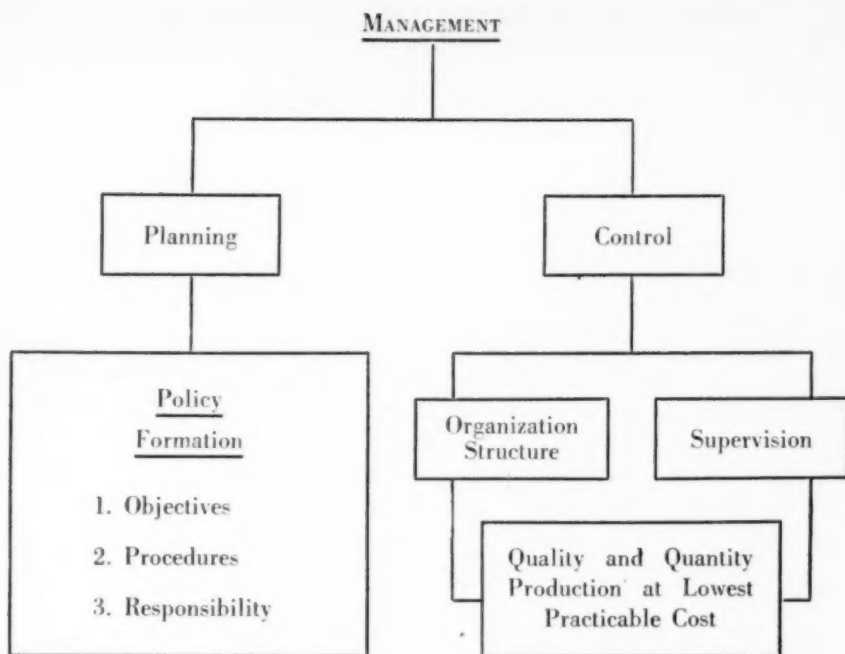 MANAGEMENT
Planning
Control
Policy
Formation
1. Objectives
2. Procedures
3. Responsibility
Organization
Structure
Supervision
Quality and Quantity
Production at Lowest
Practicable Cost